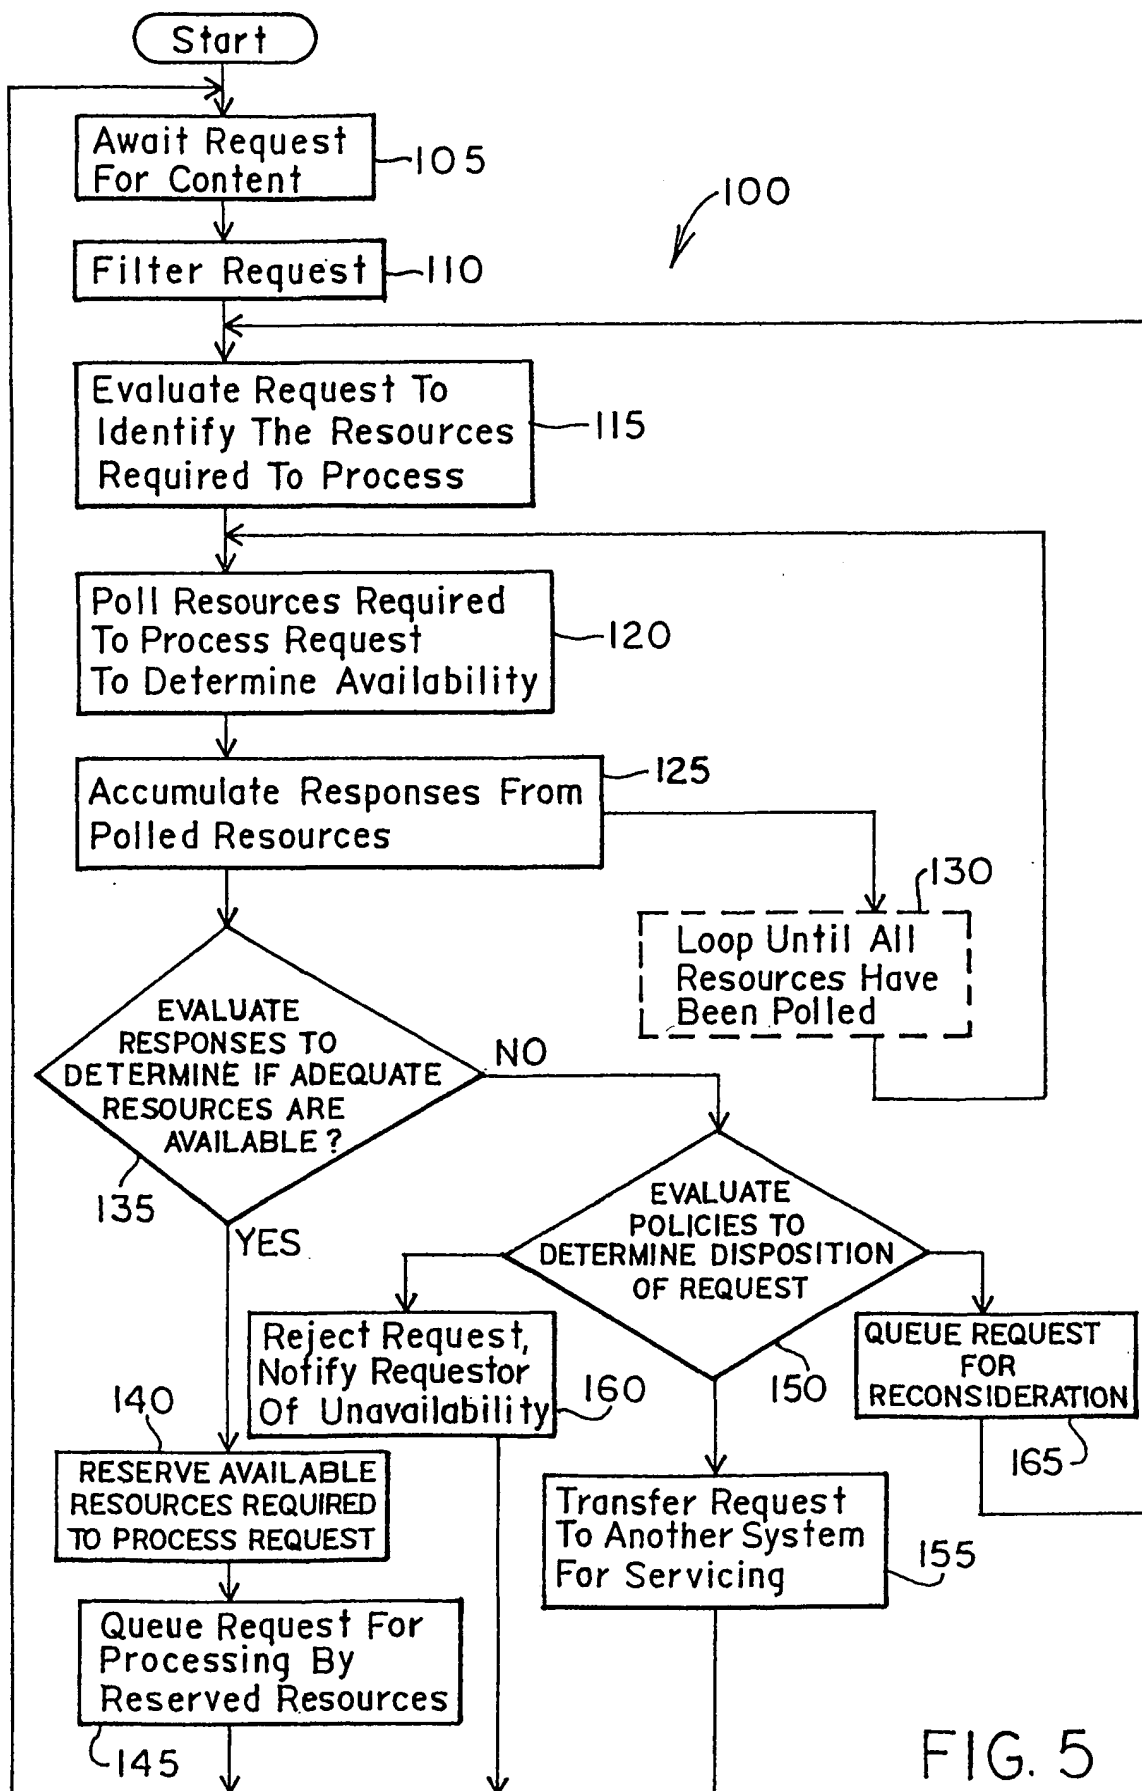 Start
Await Request
For Content
105
100
Filter Request
110
Evaluate Request To
Identify The Resources
Required To Process
115
Poll Resources Required
To Process Request
To Determine Availability
120
Accumulate Responses From
Polled Resources
125
130
Loop Until All
Resources Have
Been Polled
EVALUATE
RESPONSES TO
DETERMINE IF ADEQUATE
RESOURCES ARE
AVAILABLE?
135
NO
YES
EVALUATE
POLICIES TO
DETERMINE DISPOSITION
OF REQUEST
150
Reject Request,
Notify Requestor
Of Unavailability
160
QUEUE REQUEST
FOR
RECONSIDERATION
165
140
RESERVE AVAILABLE
RESOURCES REQUIRED
TO PROCESS REQUEST
Transfer Request
To Another System
For Servicing
155
Queue Request For
Processing By
Reserved Resources
145
FIG. 5